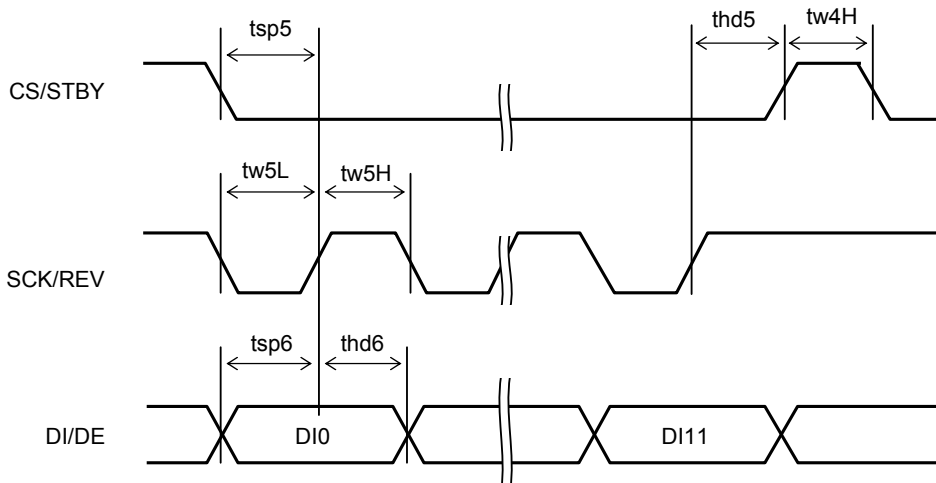 tsp5
thd5 tw4H
CS/STBY
tw5L tw5H
SCK/REV
tsp6 thd6
DI/DE DI0 DI11